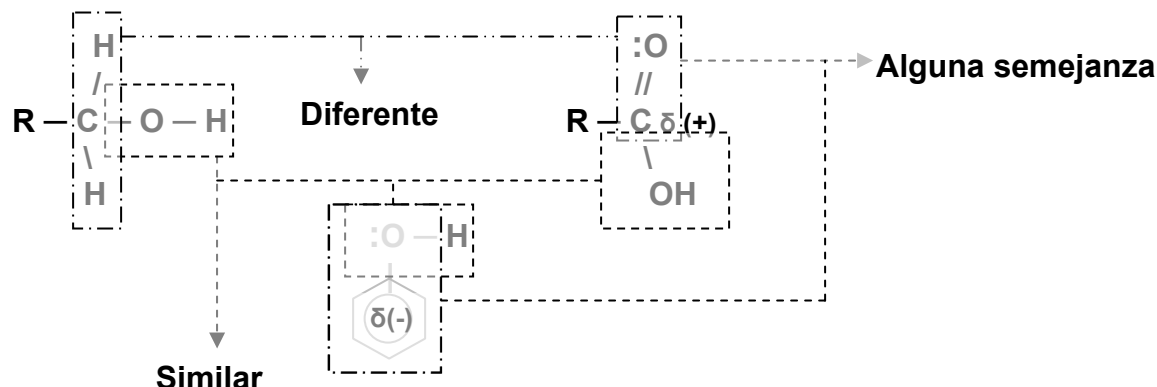 H :O
/ // Alguna semejanza
R — C — O — H Diferente R — C δ (+)
\ \
H OH
:O — H
|
δ(-)
Similar